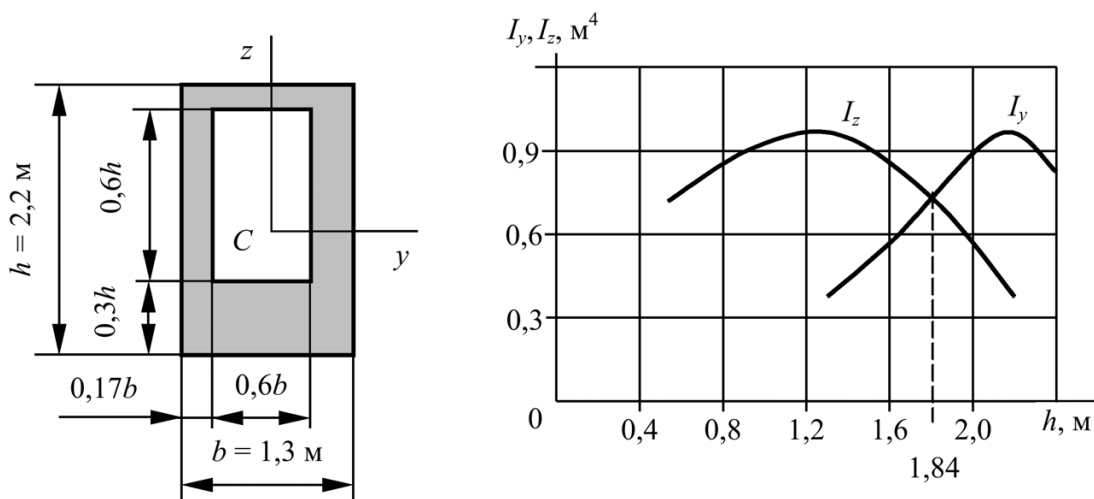 z
h = 2,2 м
0,6h
0,3h
C
y
0,17b
0,6b
b = 1,3 м
I_y, I_z, м⁴
I_z
I_y
0,9
0,6
0,3
0
0,4 0,8 1,2 1,6 2,0 h, м
1,84